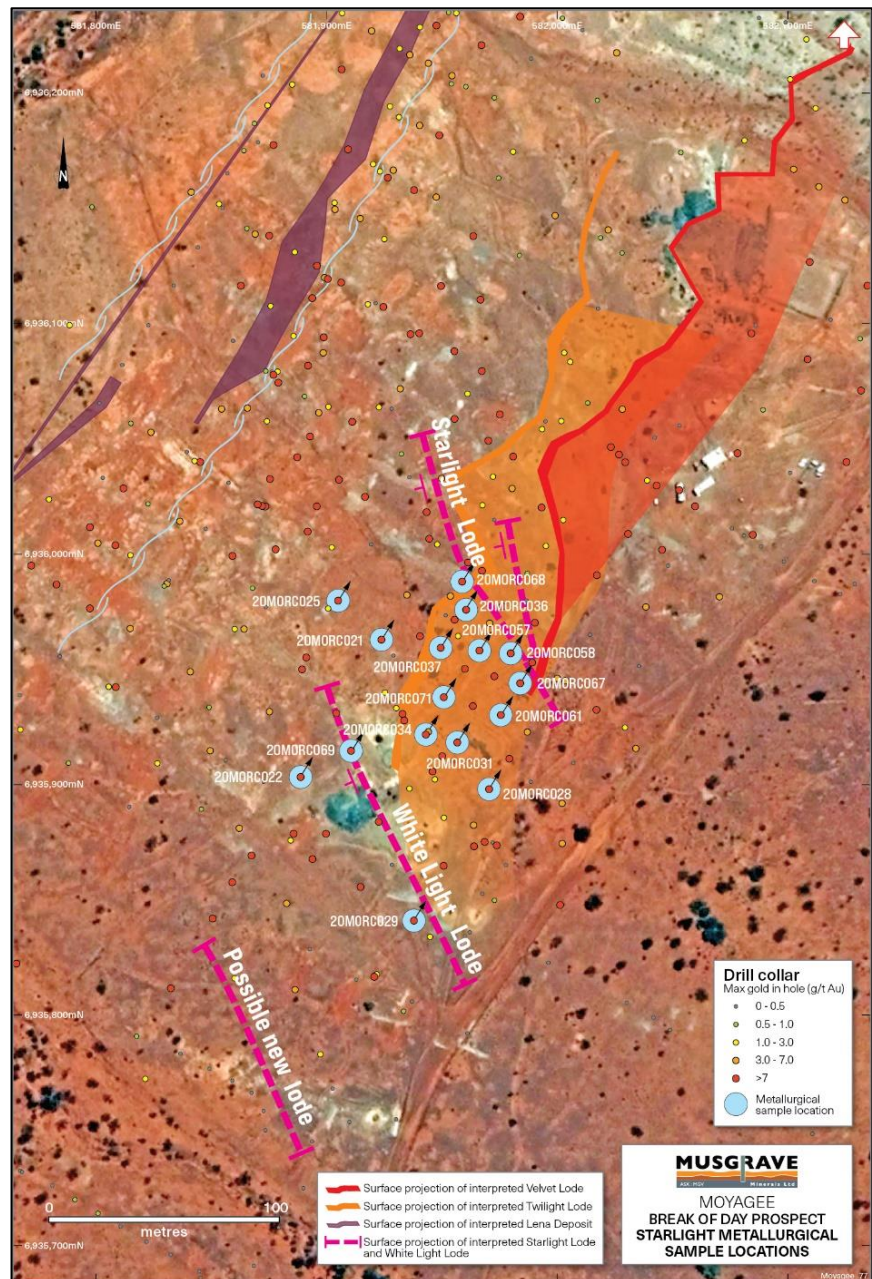 581,800mE
581,900mE
582,000mE
6,936,200mN
N
6,936,100mN
Starlight Lode
6,936,000mN
20MORC068
20MORC025
20MORC036
20MORC057
20MORC021
20MORC058
20MORC037
20MORC067
20MORC071
20MORC061
20MORC034
20MORC069
20MORC031
20MORC022
20MORC028
6,935,900mN
White Light Lode
20MORC029
Possible new lode
6,935,800mN
Drill collar
Max gold in hole (g/t Au)
0 - 0.5
0.5 - 1.0
1.0 - 3.0
3.0 - 7.0
>7
Metallurgical
sample location
0 100
metres
Surface projection of interpreted Velvet Lode
Surface projection of interpreted Twilight Lode
Surface projection of interpreted Lena Deposit
Surface projection of interpreted Starlight Lode
and White Light Lode
MUSGRAVE
ASX: MGV Minerals Ltd
MOYAGEE
BREAK OF DAY PROSPECT
STARLIGHT METALLURGICAL
SAMPLE LOCATIONS
6,935,700mN